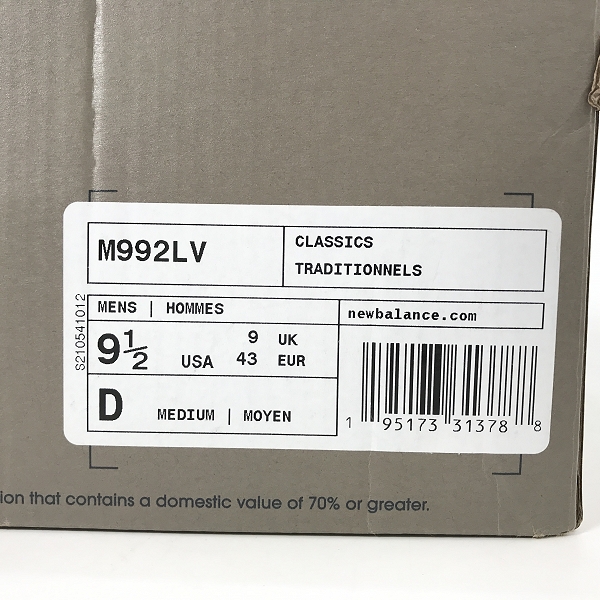 M992LV
CLASSICS
TRADITIONNELS
S210541012
MENS | HOMMES
newbalance.com
9½ USA
9 UK
43 EUR
D MEDIUM | MOYEN
1 95173 31378 8
ion that contains a domestic value of 70% or greater.